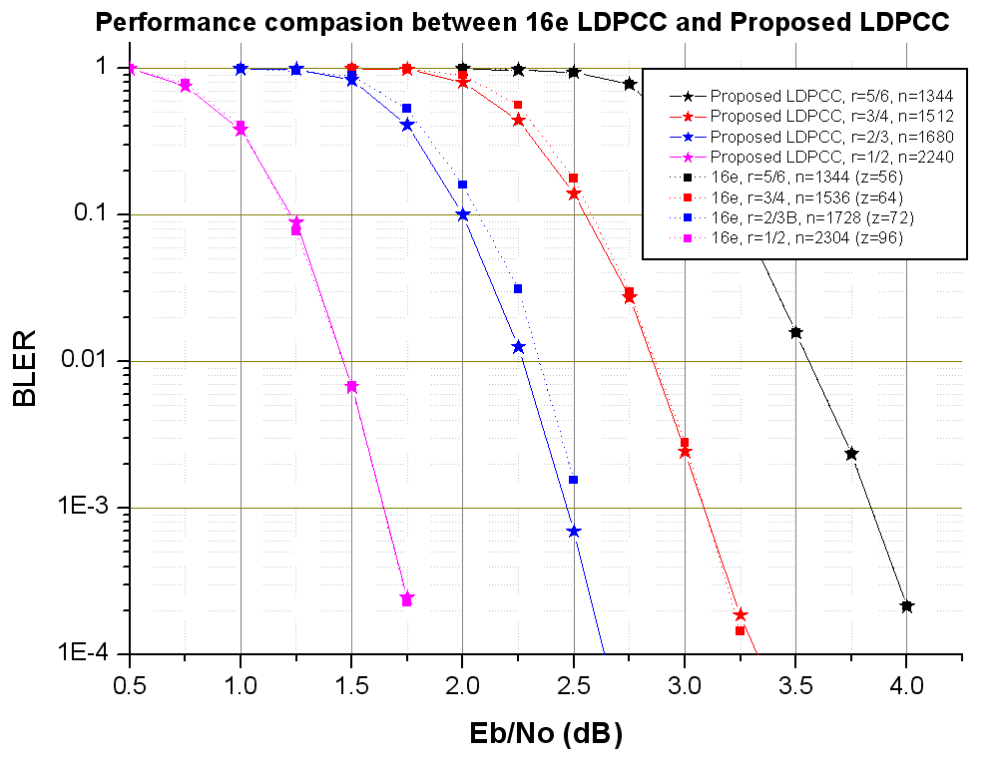 Performance compasion between 16e LDPCC and Proposed LDPCC
Proposed LDPCC, r=5/6, n=1344
Proposed LDPCC, r=3/4, n=1512
Proposed LDPCC, r=2/3, n=1680
Proposed LDPCC, r=1/2, n=2240
16e, r=5/6, n=1344 (z=56)
16e, r=3/4, n=1536 (z=64)
16e, r=2/3B, n=1728 (z=72)
16e, r=1/2, n=2304 (z=96)
BLER
1
0.1
0.01
1E-3
1E-4
0.5 1.0 1.5 2.0 2.5 3.0 3.5 4.0
Eb/No (dB)